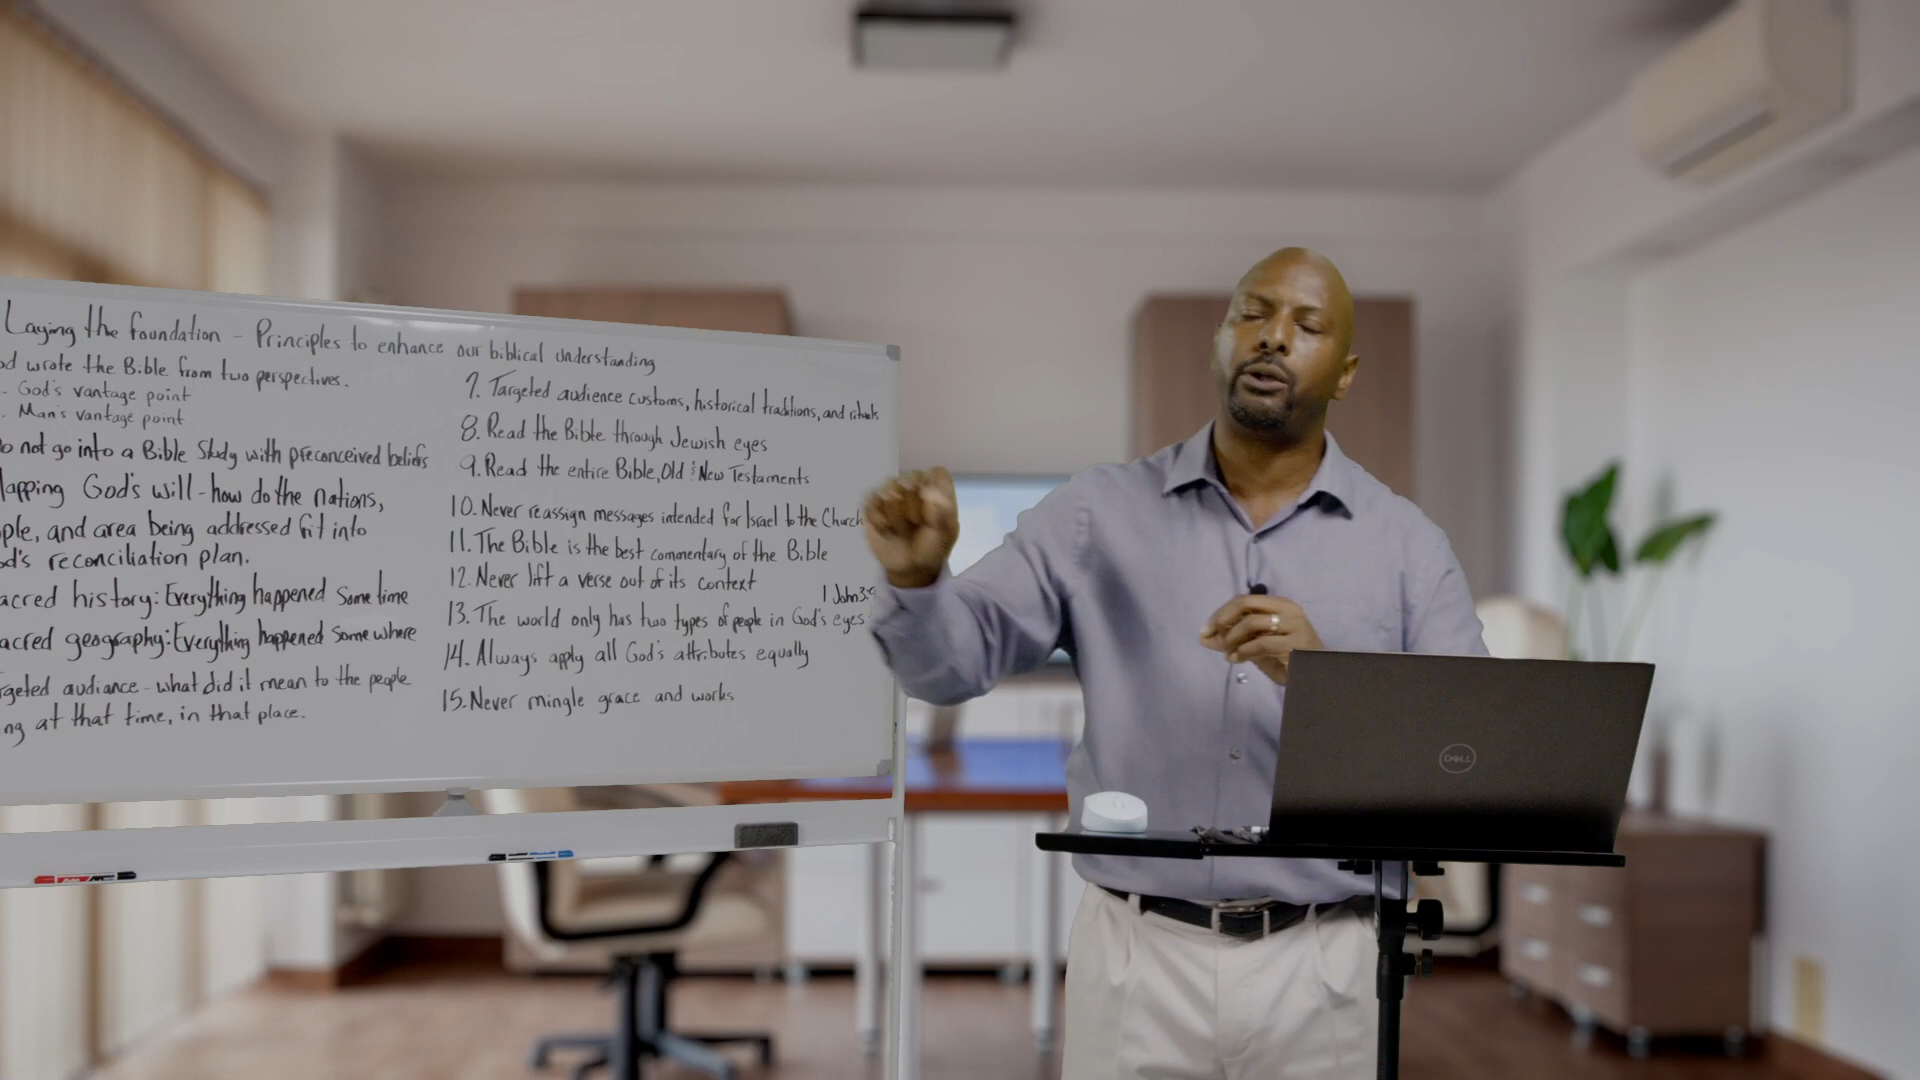 Laying the foundation - Principles to enhance our biblical understanding
wrote the Bible from two perspectives.
- God's vantage point
. Man's vantage point
not go into a Bible Study with preconceived beliefs
apping God's will - how do the nations,
ple, and area being addressed fit into
d's reconciliation plan.
acred history: Everything happened Some time
acred geography: Everything happened Some where
rgeted audiance - what did it mean to the people
ng at that time, in that place.
7. Targeted audience customs, historical traditions, and rituals
8. Read the Bible through Jewish eyes
9. Read the entire Bible, Old & New Testaments
10. Never reassign messages intended for Israel to the Church
11. The Bible is the best commentary of the Bible
12. Never lift a verse out of its context
1 John 3:9
13. The world only has two types of people in God's eyes
14. Always apply all God's attributes equally
15. Never mingle grace and works
DELL